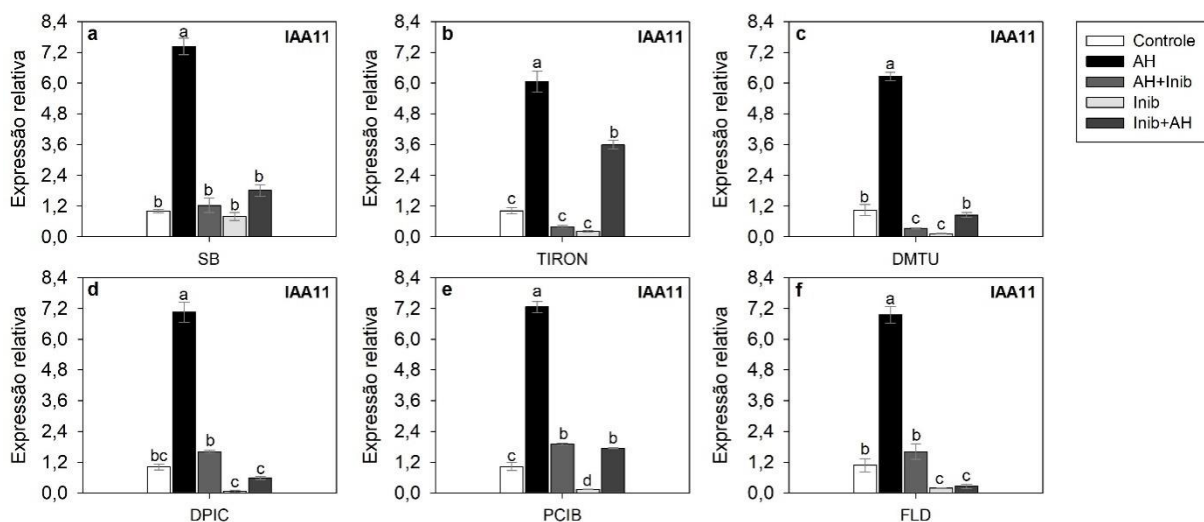 a
IAA11
Expressão relativa
8,4
7,2
6,0
4,8
3,6
2,4
1,2
0,0
b
a
b
b
b
SB
b
IAA11
Expressão relativa
8,4
7,2
6,0
4,8
3,6
2,4
1,2
0,0
c
a
c
c
b
TIRON
c
IAA11
Expressão relativa
8,4
7,2
6,0
4,8
3,6
2,4
1,2
0,0
b
a
c
c
b
DMTU
Controle
AH
AH+Inib
Inib
Inib+AH
d
IAA11
Expressão relativa
8,4
7,2
6,0
4,8
3,6
2,4
1,2
0,0
bc
a
b
c
c
DPIC
e
IAA11
Expressão relativa
8,4
7,2
6,0
4,8
3,6
2,4
1,2
0,0
c
a
b
d
b
PCIB
f
IAA11
Expressão relativa
8,4
7,2
6,0
4,8
3,6
2,4
1,2
0,0
b
a
b
c
c
FLD